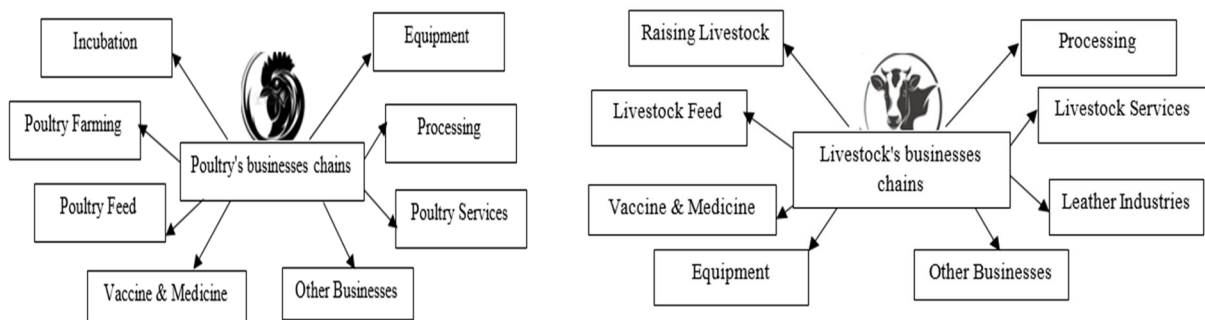 Incubation
Equipment
Poultry Farming
Processing
Poultry's businesses chains
Poultry Feed
Poultry Services
Vaccine & Medicine
Other Businesses
Raising Livestock
Processing
Livestock Feed
Livestock Services
Livestock's businesses
chains
Vaccine & Medicine
Leather Industries
Equipment
Other Businesses